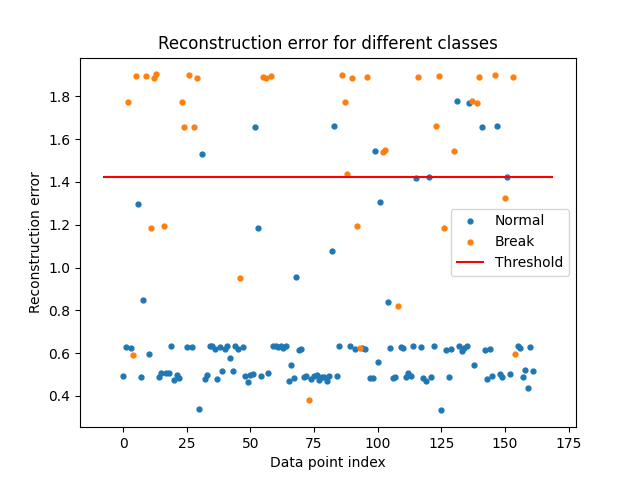 Reconstruction error for different classes
Reconstruction error
1.8
1.6
1.4
1.2
1.0
0.8
0.6
0.4
Normal
Break
Threshold
0 25 50 75 100 125 150 175
Data point index